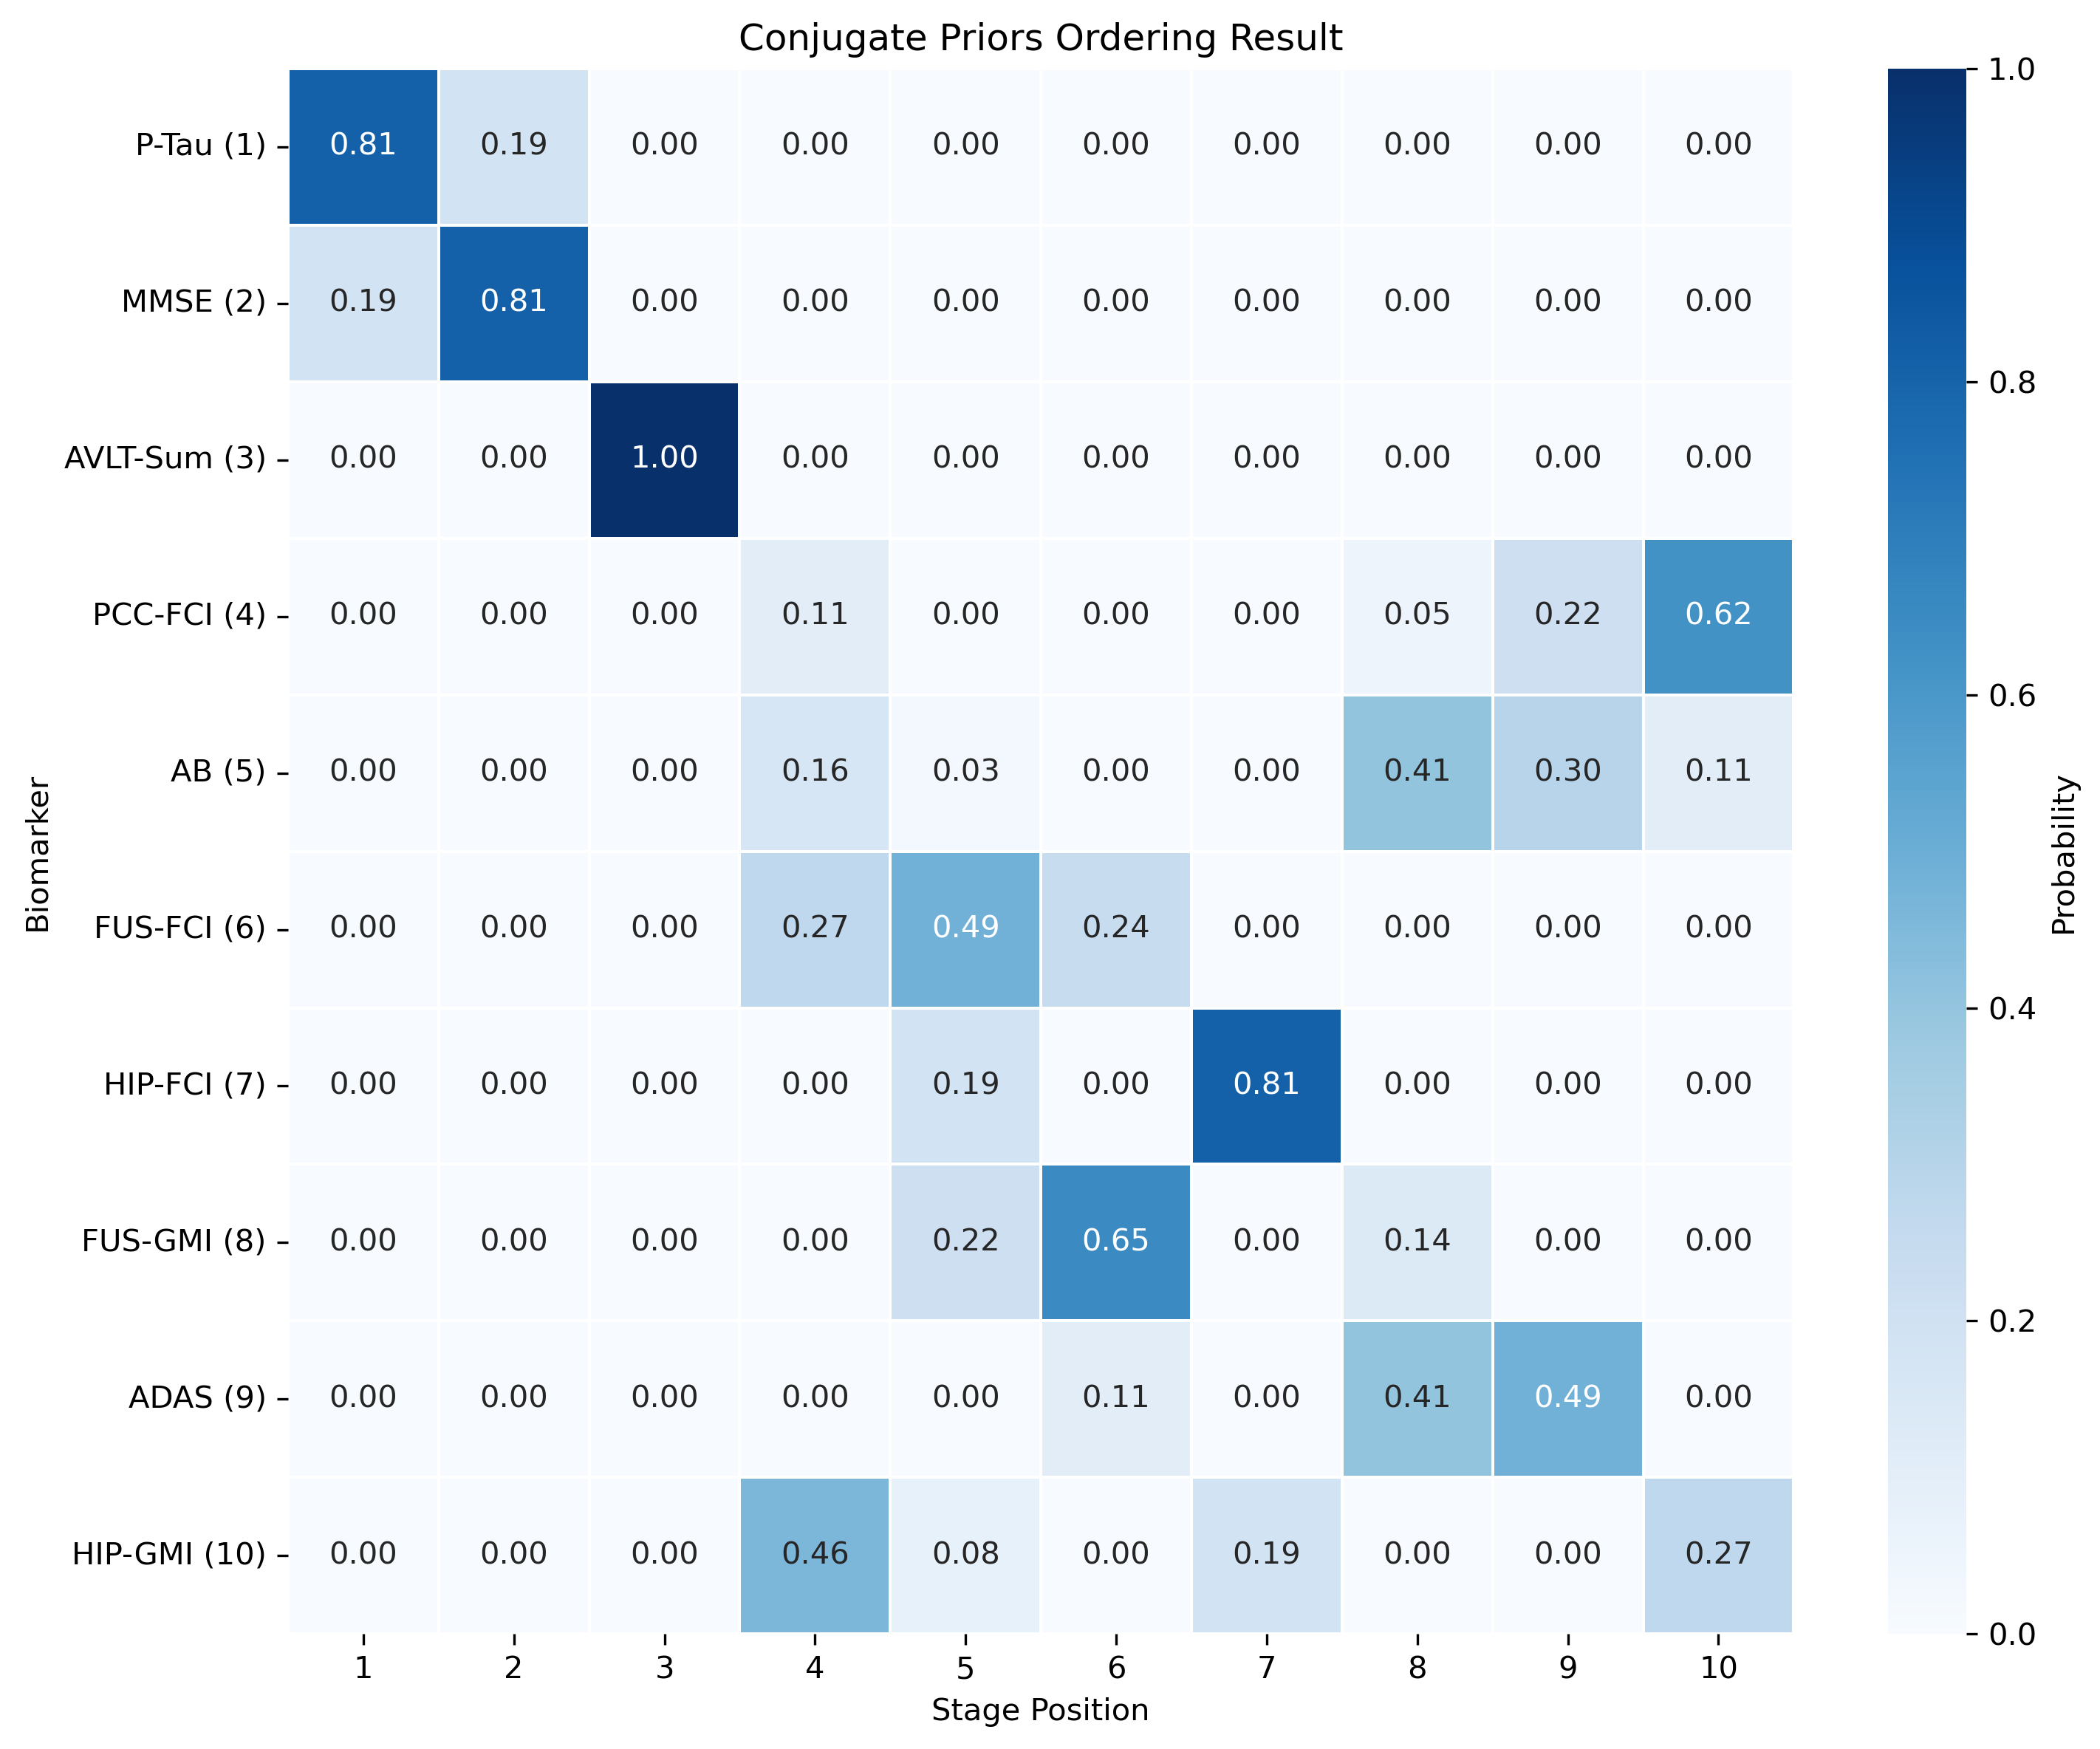 Conjugate Priors Ordering Result
P-Tau (1) 0.81 0.19 0.00 0.00 0.00 0.00 0.00 0.00 0.00 0.00
MMSE (2) 0.19 0.81 0.00 0.00 0.00 0.00 0.00 0.00 0.00 0.00
AVLT-Sum (3) 0.00 0.00 1.00 0.00 0.00 0.00 0.00 0.00 0.00 0.00
PCC-FCI (4) 0.00 0.00 0.00 0.11 0.00 0.00 0.00 0.05 0.22 0.62
AB (5) 0.00 0.00 0.00 0.16 0.03 0.00 0.00 0.41 0.30 0.11
FUS-FCI (6) 0.00 0.00 0.00 0.27 0.49 0.24 0.00 0.00 0.00 0.00
HIP-FCI (7) 0.00 0.00 0.00 0.00 0.19 0.00 0.81 0.00 0.00 0.00
FUS-GMI (8) 0.00 0.00 0.00 0.00 0.22 0.65 0.00 0.14 0.00 0.00
ADAS (9) 0.00 0.00 0.00 0.00 0.00 0.11 0.00 0.41 0.49 0.00
HIP-GMI (10) 0.00 0.00 0.00 0.46 0.08 0.00 0.19 0.00 0.00 0.27
1 2 3 4 5 6 7 8 9 10
Stage Position
Biomarker
1.0
0.8
0.6
0.4
0.2
0.0
Probability